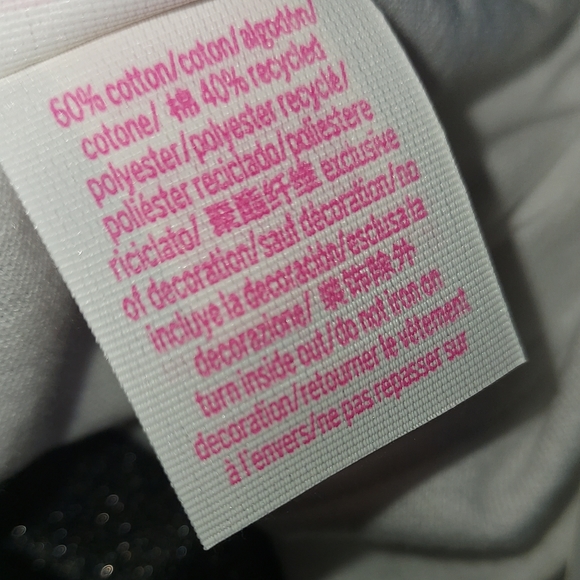 60% cotton/coton/algodón/
cotone/ 棉 40% recycled
polyester/polyester recyclé/
poliéster reciclado/poliestere
riciclato/ 聚酯纤维 exclusive
of decoration/sauf décoration/no
incluye la decoración/esclusa la
decorazione/ 装饰除外
turn inside out/do not iron on
decoration/retourner le vêtement
à l'envers/ne pas repasser sur